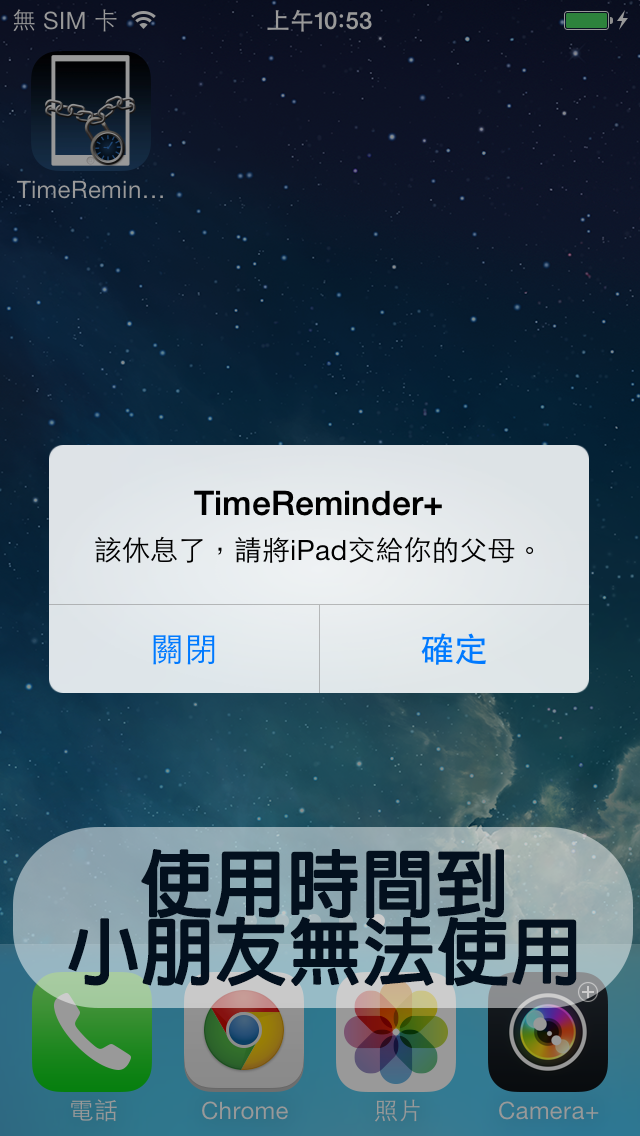 無 SIM 卡 上午10:53
TimeRemin...
TimeReminder+
該休息了，請將iPad交給你的父母。
關閉 確定
使用時間到
小朋友無法使用
電話 Chrome 照片 Camera+